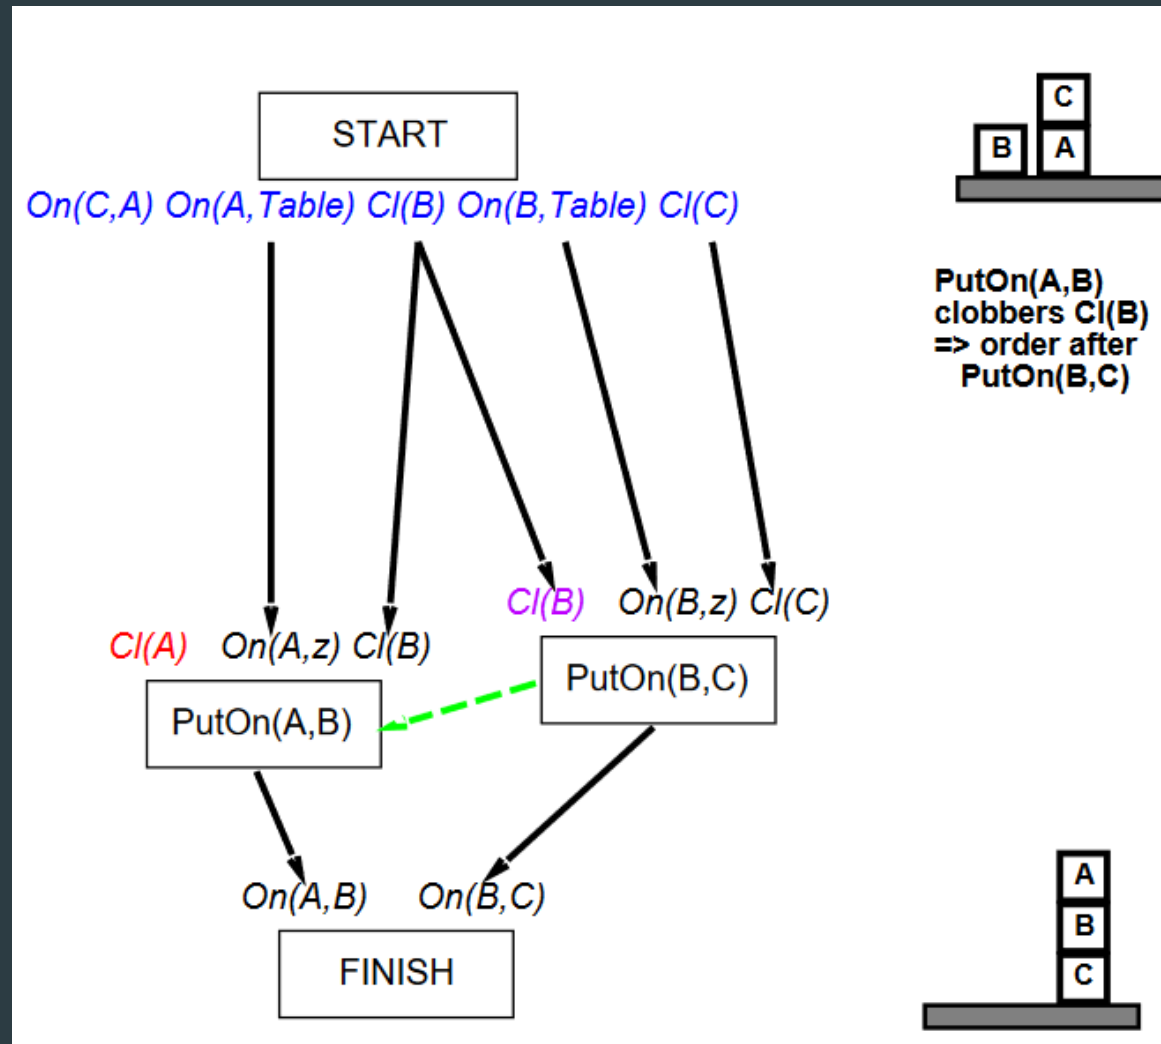 START
On(C,A) On(A,Table) Cl(B) On(B,Table) Cl(C)
C
B A
PutOn(A,B)
clobbers Cl(B)
=> order after
PutOn(B,C)
Cl(B) On(B,z) Cl(C)
Cl(A) On(A,z) Cl(B)
PutOn(B,C)
PutOn(A,B)
On(A,B) On(B,C)
FINISH
A
B
C